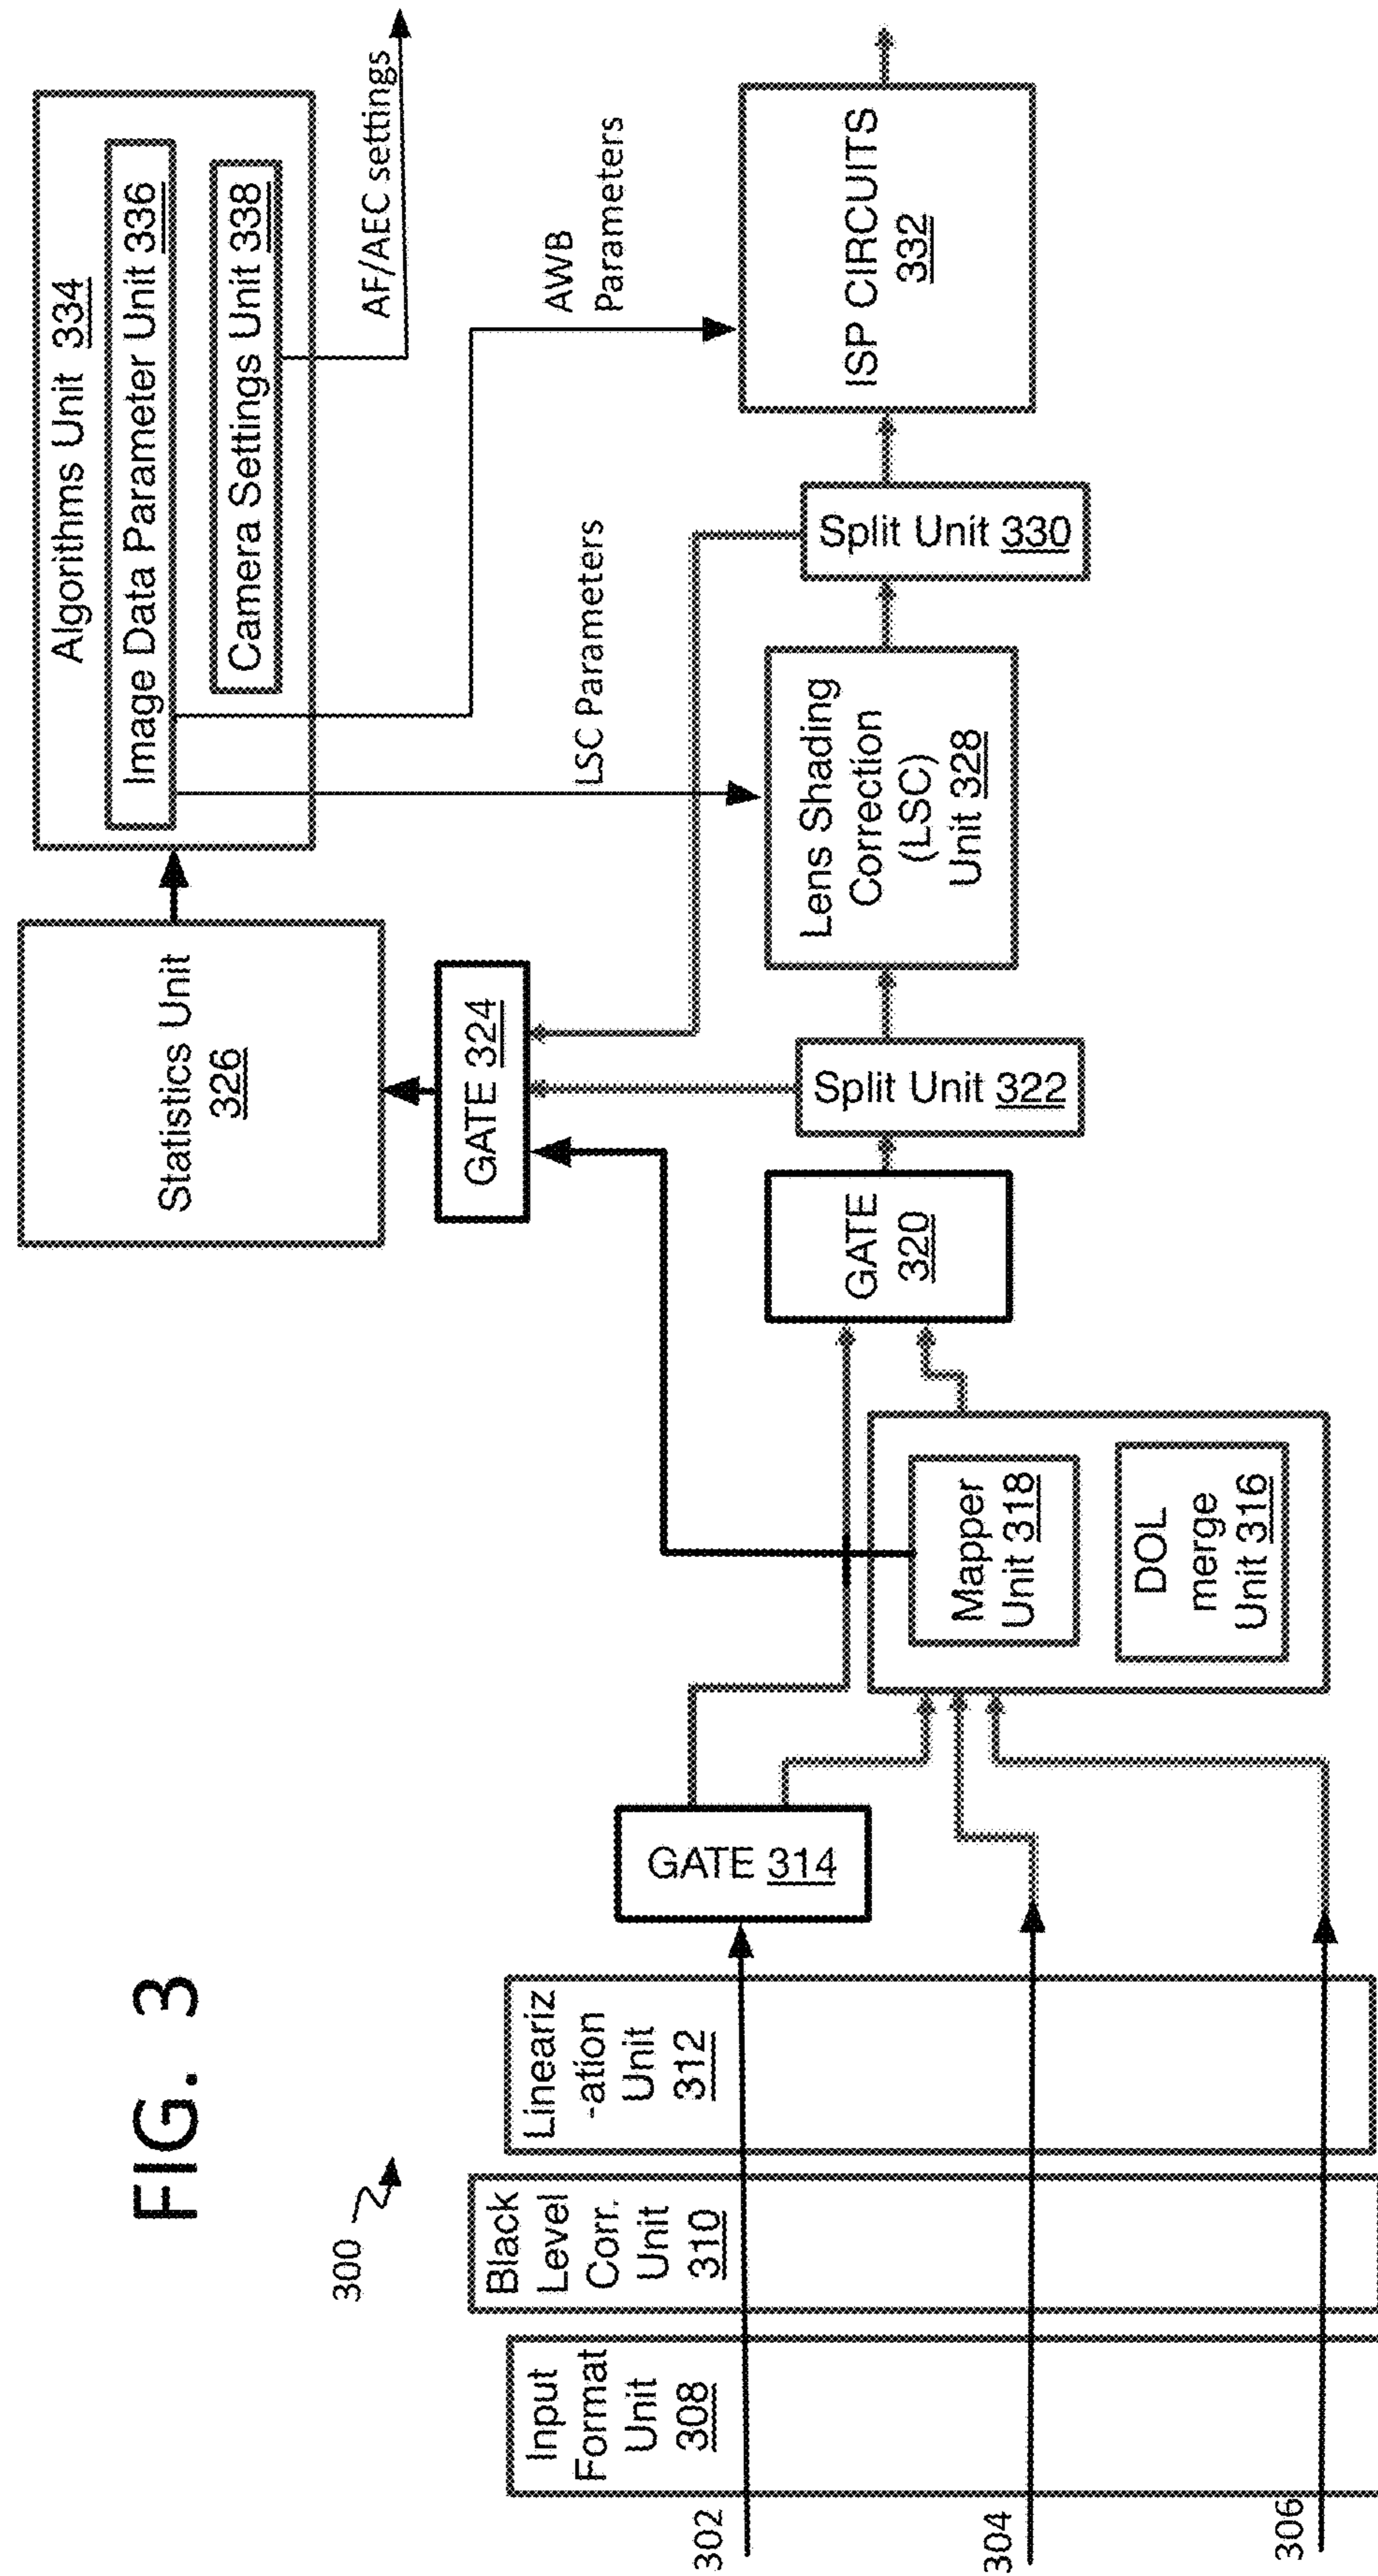 FIG. 3
300
302
304
306
Input
Format
Unit
308
Black
Level
Corr.
Unit
310
Lineariz
-ation
Unit
312
GATE 314
Mapper
Unit 318
DOL
merge
Unit 316
GATE
320
Split Unit 322
GATE 324
Statistics Unit
326
Lens Shading
Correction
(LSC)
Unit 328
Split Unit 330
ISP CIRCUITS
332
Algorithms Unit 334
Image Data Parameter Unit 336
Camera Settings Unit 338
AF/AEC settings
AWB
Parameters
LSC Parameters